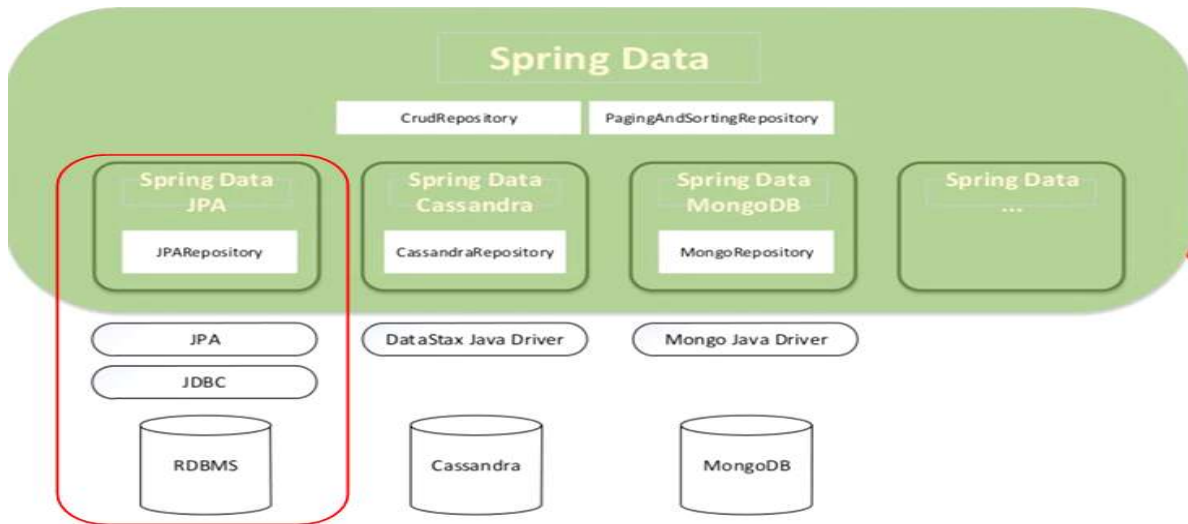 Spring Data
CrudRepository
PagingAndSortingRepository
Spring Data
JPA
JPARepository
Spring Data
Cassandra
CassandraRepository
Spring Data
MongoDB
MongoRepository
Spring Data
...
JPA
DataStax Java Driver
Mongo Java Driver
JDBC
RDBMS
Cassandra
MongoDB